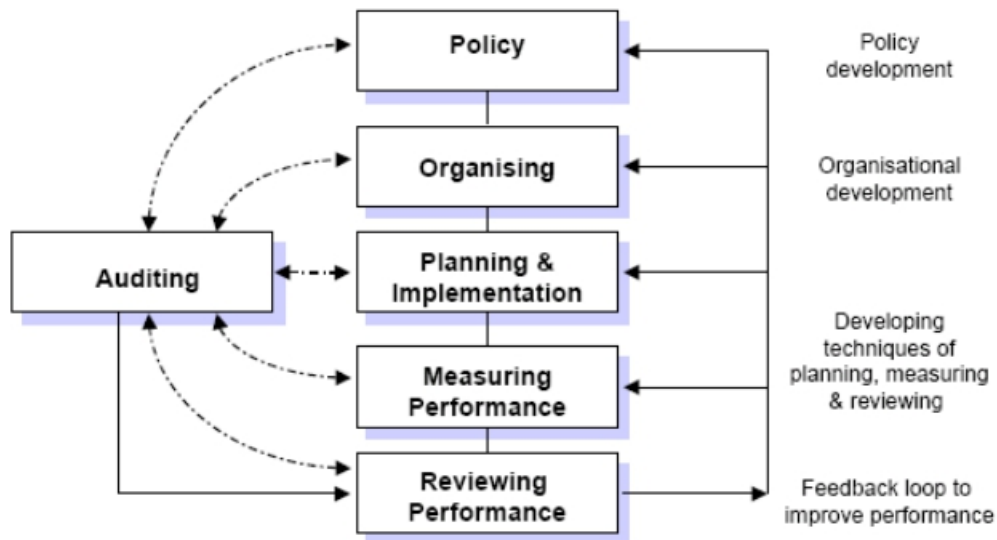 Policy
Policy
development
Organising
Organisational
development
Auditing
Planning &
Implementation
Developing
techniques of
planning, measuring
& reviewing
Measuring
Performance
Reviewing
Performance
Feedback loop to
improve performance